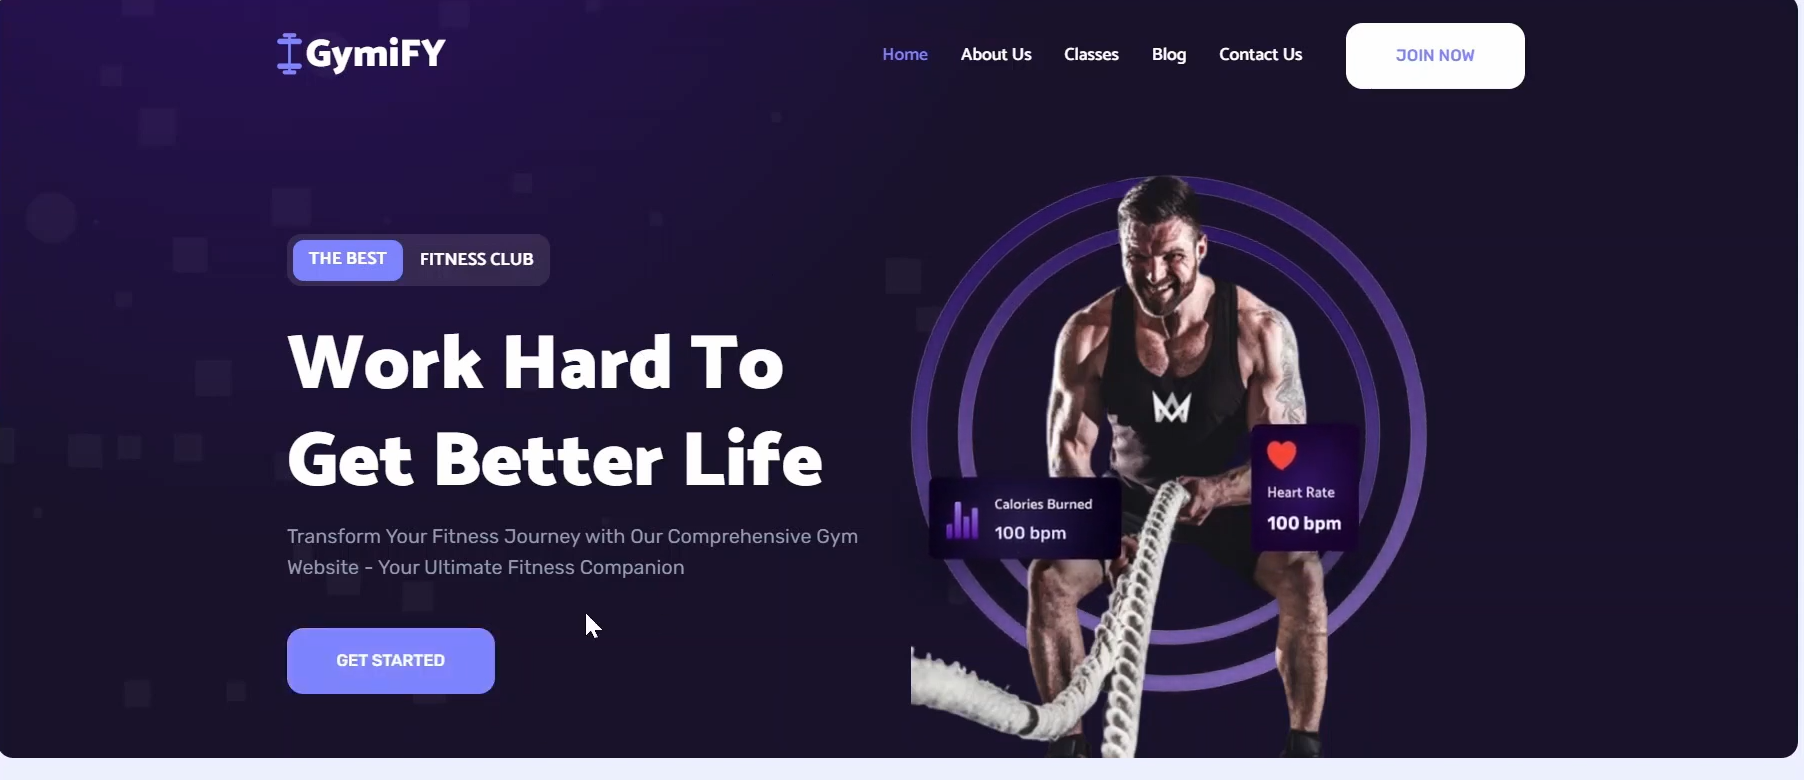 GymiFY
Home About Us Classes Blog Contact Us JOIN NOW
THE BEST FITNESS CLUB
Work Hard To
Get Better Life
Transform Your Fitness Journey with Our Comprehensive Gym
Website - Your Ultimate Fitness Companion
GET STARTED
Calories Burned
100 bpm
Heart Rate
100 bpm